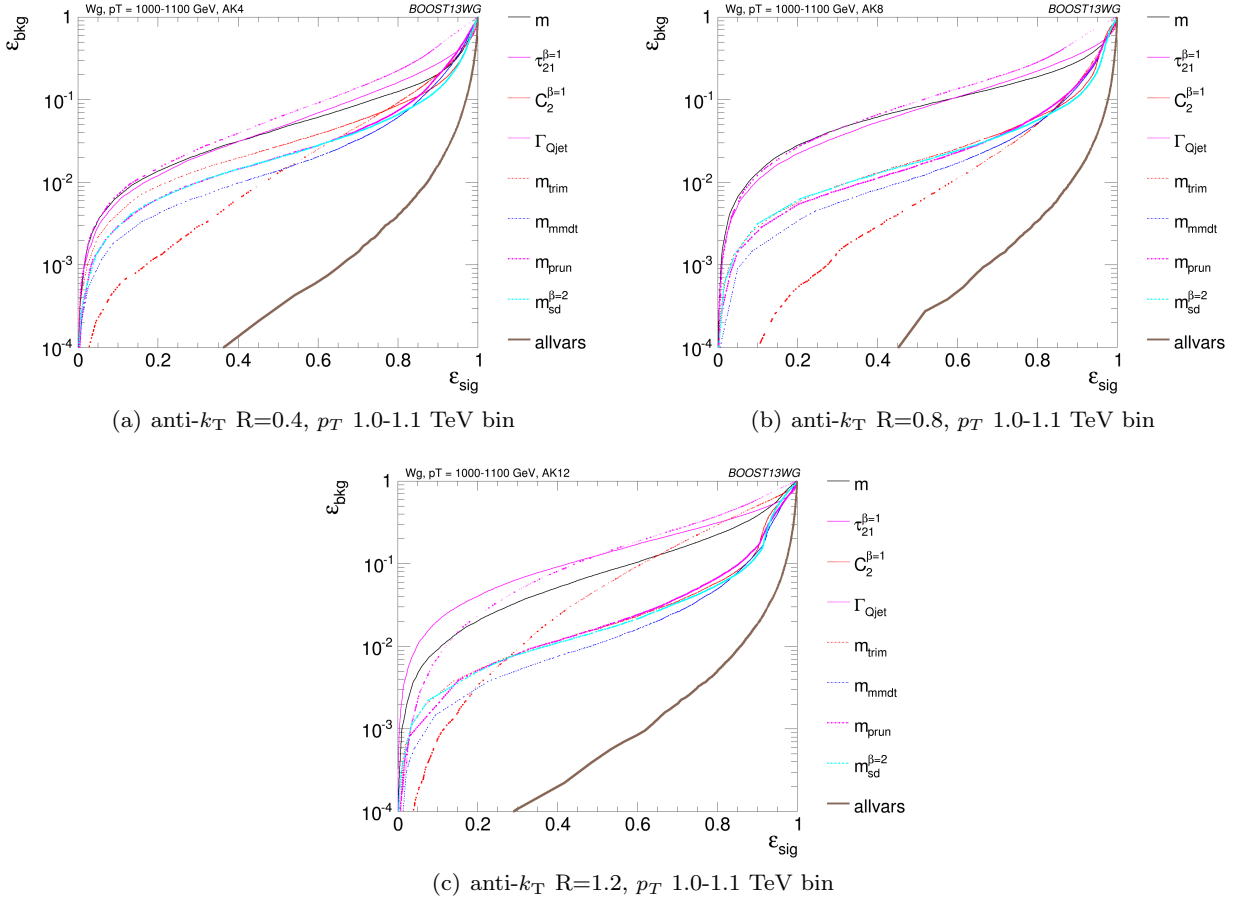 Wg, pT = 1000-1100 GeV, AK4
BOOST13WG
ε_bkg
1
10⁻¹
10⁻²
10⁻³
10⁻⁴
0
0.2
0.4
0.6
0.8
1
ε_sig
m
τ₂₁^β=1
C₂^β=1
Γ_Qjet
m_trim
m_mmdt
m_prun
m_sd^β=2
allvars
(a) anti-k_T R=0.4, p_T 1.0-1.1 TeV bin
Wg, pT = 1000-1100 GeV, AK8
BOOST13WG
ε_bkg
1
10⁻¹
10⁻²
10⁻³
10⁻⁴
0
0.2
0.4
0.6
0.8
1
ε_sig
m
τ₂₁^β=1
C₂^β=1
Γ_Qjet
m_trim
m_mmdt
m_prun
m_sd^β=2
allvars
(b) anti-k_T R=0.8, p_T 1.0-1.1 TeV bin
Wg, pT = 1000-1100 GeV, AK12
BOOST13WG
ε_bkg
1
10⁻¹
10⁻²
10⁻³
10⁻⁴
0
0.2
0.4
0.6
0.8
1
ε_sig
m
τ₂₁^β=1
C₂^β=1
Γ_Qjet
m_trim
m_mmdt
m_prun
m_sd^β=2
allvars
(c) anti-k_T R=1.2, p_T 1.0-1.1 TeV bin